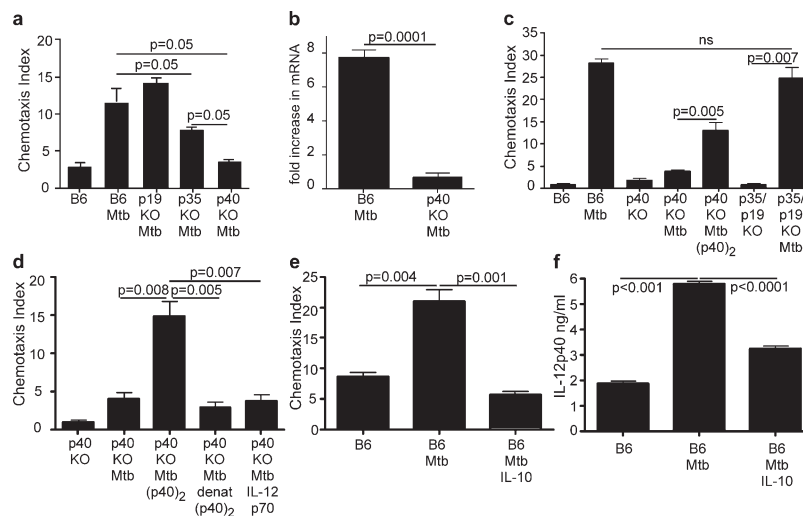 a
Chemotaxis Index
20
15
10
5
0
p=0.05
p=0.05
p=0.05
B6
B6 Mtb
p19 KO Mtb
p35 KO Mtb
p40 KO Mtb
b
fold increase in mRNA
8
6
4
2
0
p=0.0001
B6 Mtb
p40 KO Mtb
c
Chemotaxis Index
35
30
25
20
15
10
5
0
ns
p=0.007
p=0.005
B6
B6 Mtb
p40 KO
p40 KO Mtb
p40 KO Mtb (p40)2
p35/ p19 KO
p35/ p19 KO Mtb
d
Chemotaxis Index
20
15
10
5
0
p=0.007
p=0.008
p=0.005
p40 KO
p40 KO Mtb
p40 KO Mtb (p40)2
p40 KO Mtb denat (p40)2
p40 KO Mtb IL-12 p70
e
Chemotaxis Index
25
20
15
10
5
0
p=0.004
p=0.001
B6
B6 Mtb
B6 Mtb IL-10
f
IL-12p40 ng/ml
6
5
4
3
2
1
0
p<0.001
p<0.0001
B6
B6 Mtb
B6 Mtb IL-10